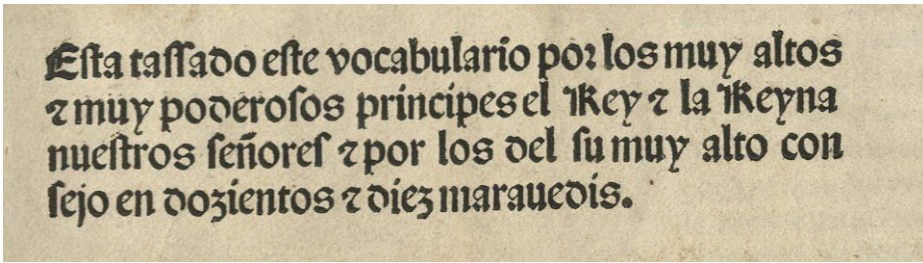 Eſta taſſado eſte vocabulario por los muy altos
⁊ muy poderoſos principes el Rey ⁊ la Reyna
nueſtros ſeñoreſ ⁊ por los del ſu muy alto con
ſejo en dozientos ⁊ diez marauedis.